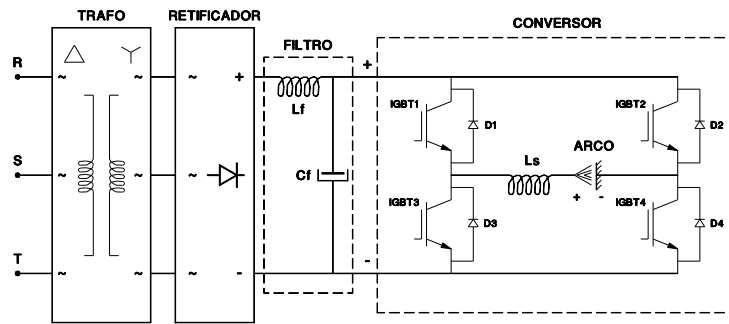 TRAFO
RETIFICADOR
FILTRO
CONVERSOR
R
S
T
~ ~ ~ +
~ ~ ~
~ ~ ~ -
Lf
Cf
+
-
IGBT1
D1
IGBT2
D2
Ls
ARCO
+ -
IGBT3
D3
IGBT4
D4